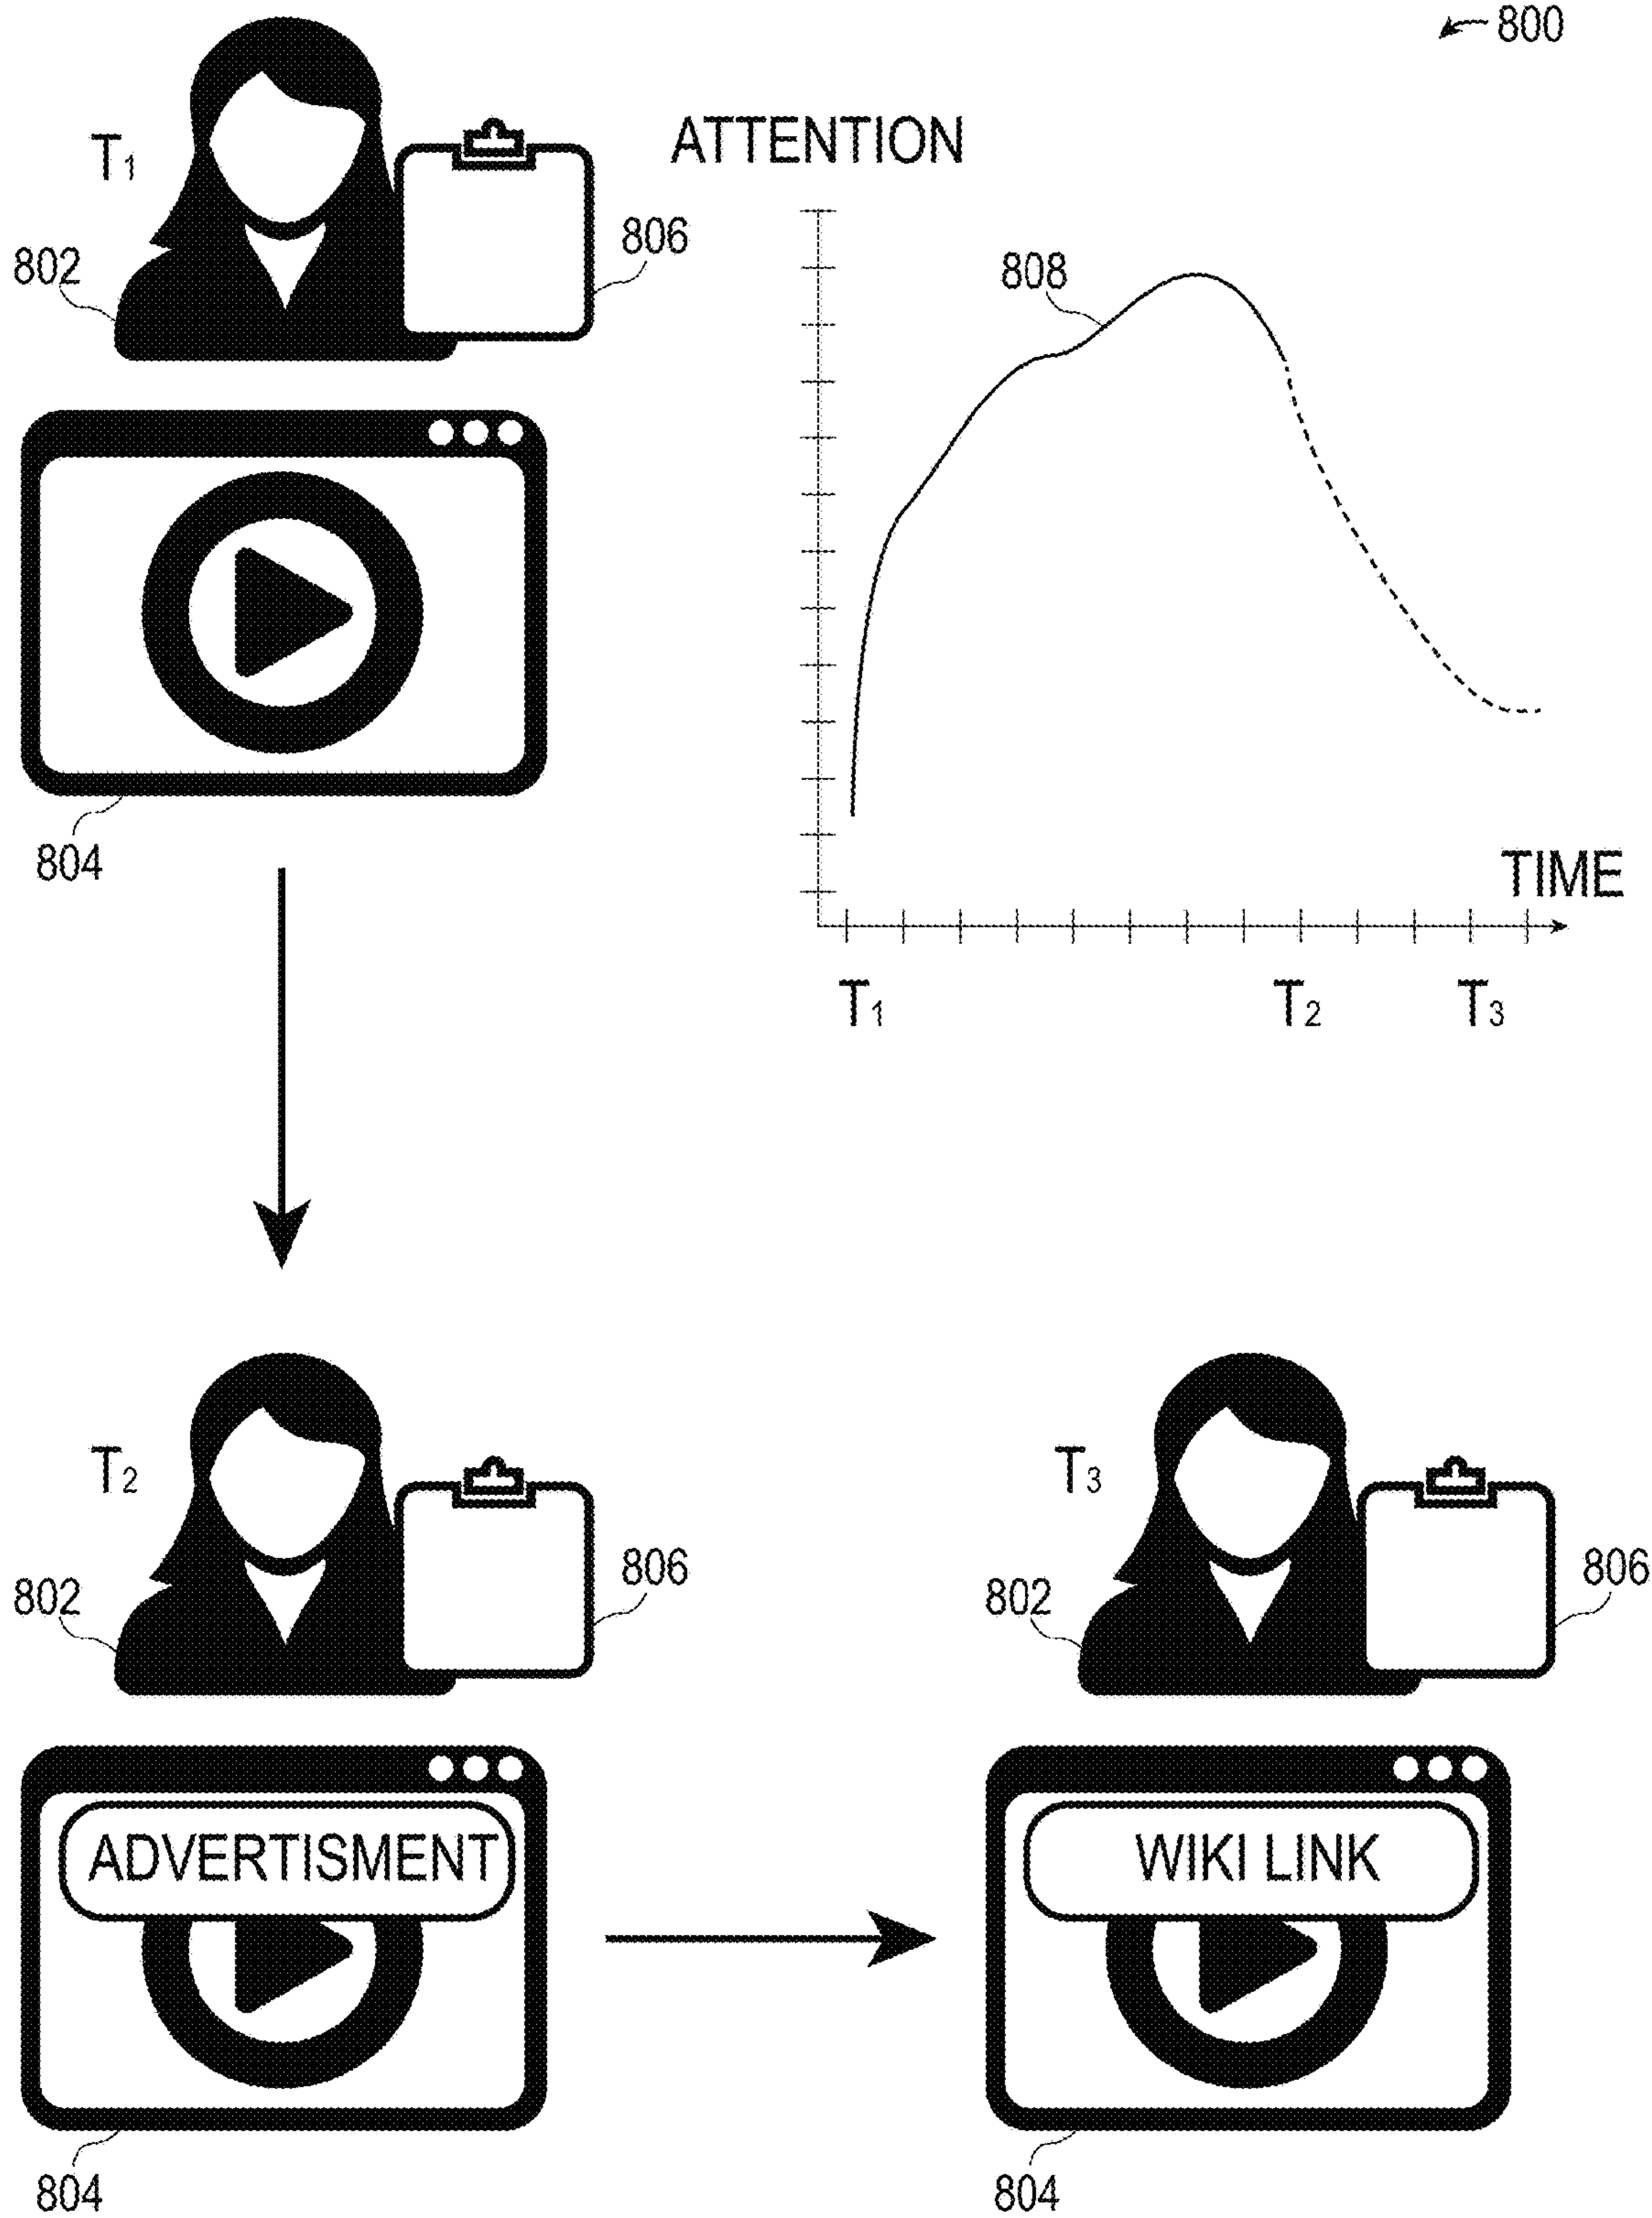 800
T1
ATTENTION
802
806
808
804
TIME
T1
T2
T3
T2
802
806
T3
802
806
ADVERTISMENT
WIKI LINK
804
804